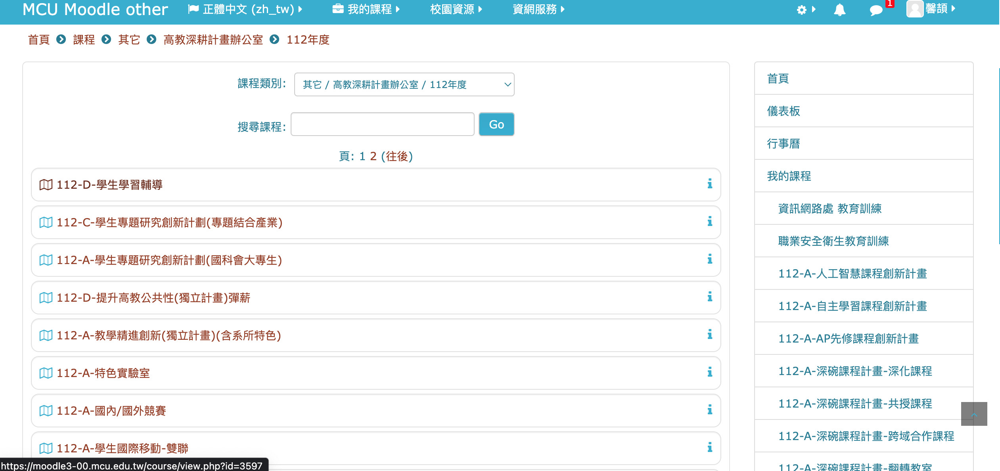 MCU Moodle other 正體中文 (zh_tw) 我的課程 校園資源 資網服務 1 馨頡
首頁 課程 其它 高教深耕計畫辦公室 112年度
課程類別: 其它 / 高教深耕計畫辦公室 / 112年度
搜尋課程: Go
頁: 1 2 (往後)
112-D-學生學習輔導
112-C-學生專題研究創新計劃(專題結合產業)
112-A-學生專題研究創新計劃(國科會大專生)
112-D-提升高教公共性(獨立計畫)彈薪
112-A-教學精進創新(獨立計畫)(含系所特色)
112-A-特色實驗室
112-A-國內/國外競賽
112-A-學生國際移動-雙聯
https://moodle3-00.mcu.edu.tw/course/view.php?id=3597
首頁
儀表板
行事曆
我的課程
資訊網路處 教育訓練
職業安全衛生教育訓練
112-A-人工智慧課程創新計畫
112-A-自主學習課程創新計畫
112-A-AP先修課程創新計畫
112-A-深碗課程計畫-深化課程
112-A-深碗課程計畫-共授課程
112-A-深碗課程計畫-跨域合作課程
112-A-深碗課程計畫-翻轉教室